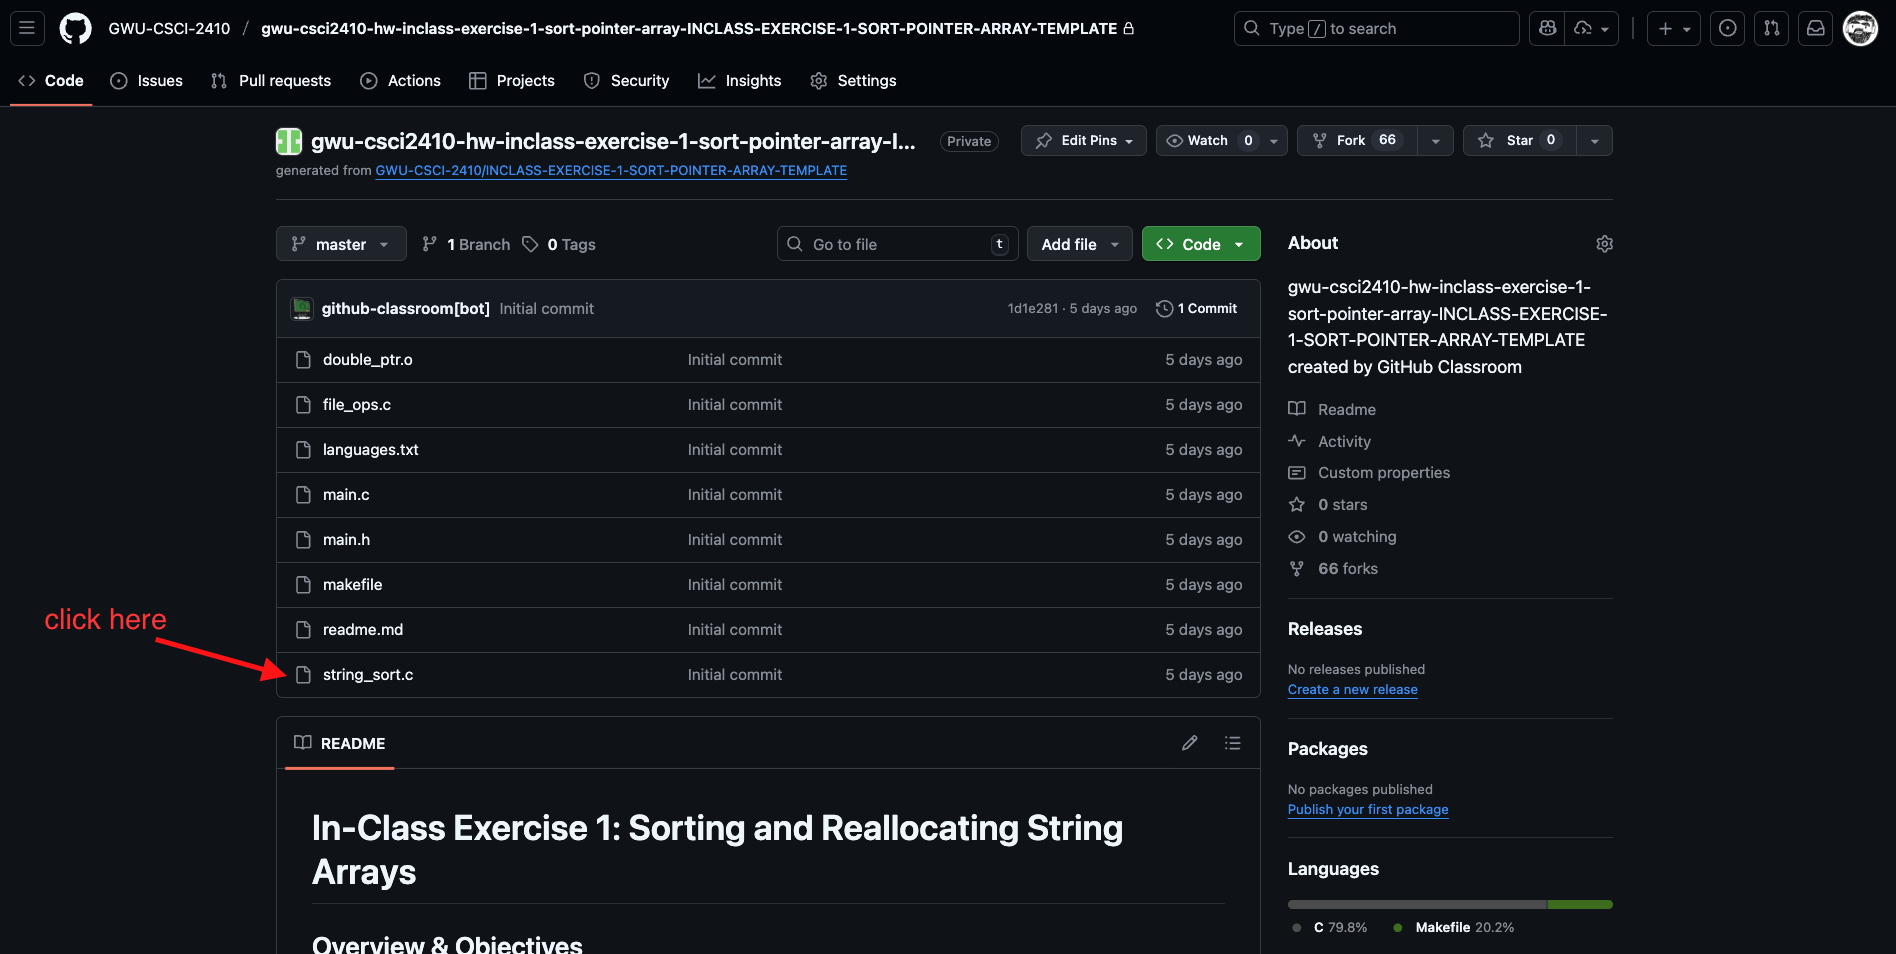 GWU-CSCI-2410 / gwu-csci2410-hw-inclass-exercise-1-sort-pointer-array-INCLASS-EXERCISE-1-SORT-POINTER-ARRAY-TEMPLATE
Type / to search
Code Issues Pull requests Actions Projects Security Insights Settings
gwu-csci2410-hw-inclass-exercise-1-sort-pointer-array-I... Private
Edit Pins Watch 0 Fork 66 Star 0
generated from GWU-CSCI-2410/INCLASS-EXERCISE-1-SORT-POINTER-ARRAY-TEMPLATE
master 1 Branch 0 Tags
Go to file t
Add file Code
github-classroom[bot] Initial commit 1d1e281 · 5 days ago 1 Commit
double_ptr.o Initial commit 5 days ago
file_ops.c Initial commit 5 days ago
languages.txt Initial commit 5 days ago
main.c Initial commit 5 days ago
main.h Initial commit 5 days ago
makefile Initial commit 5 days ago
click here
readme.md Initial commit 5 days ago
string_sort.c Initial commit 5 days ago
README
In-Class Exercise 1: Sorting and Reallocating String
Arrays
Overview & Objectives
About
gwu-csci2410-hw-inclass-exercise-1-
sort-pointer-array-INCLASS-EXERCISE-
1-SORT-POINTER-ARRAY-TEMPLATE
created by GitHub Classroom
Readme
Activity
Custom properties
0 stars
0 watching
66 forks
Releases
No releases published
Create a new release
Packages
No packages published
Publish your first package
Languages
C 79.8% Makefile 20.2%